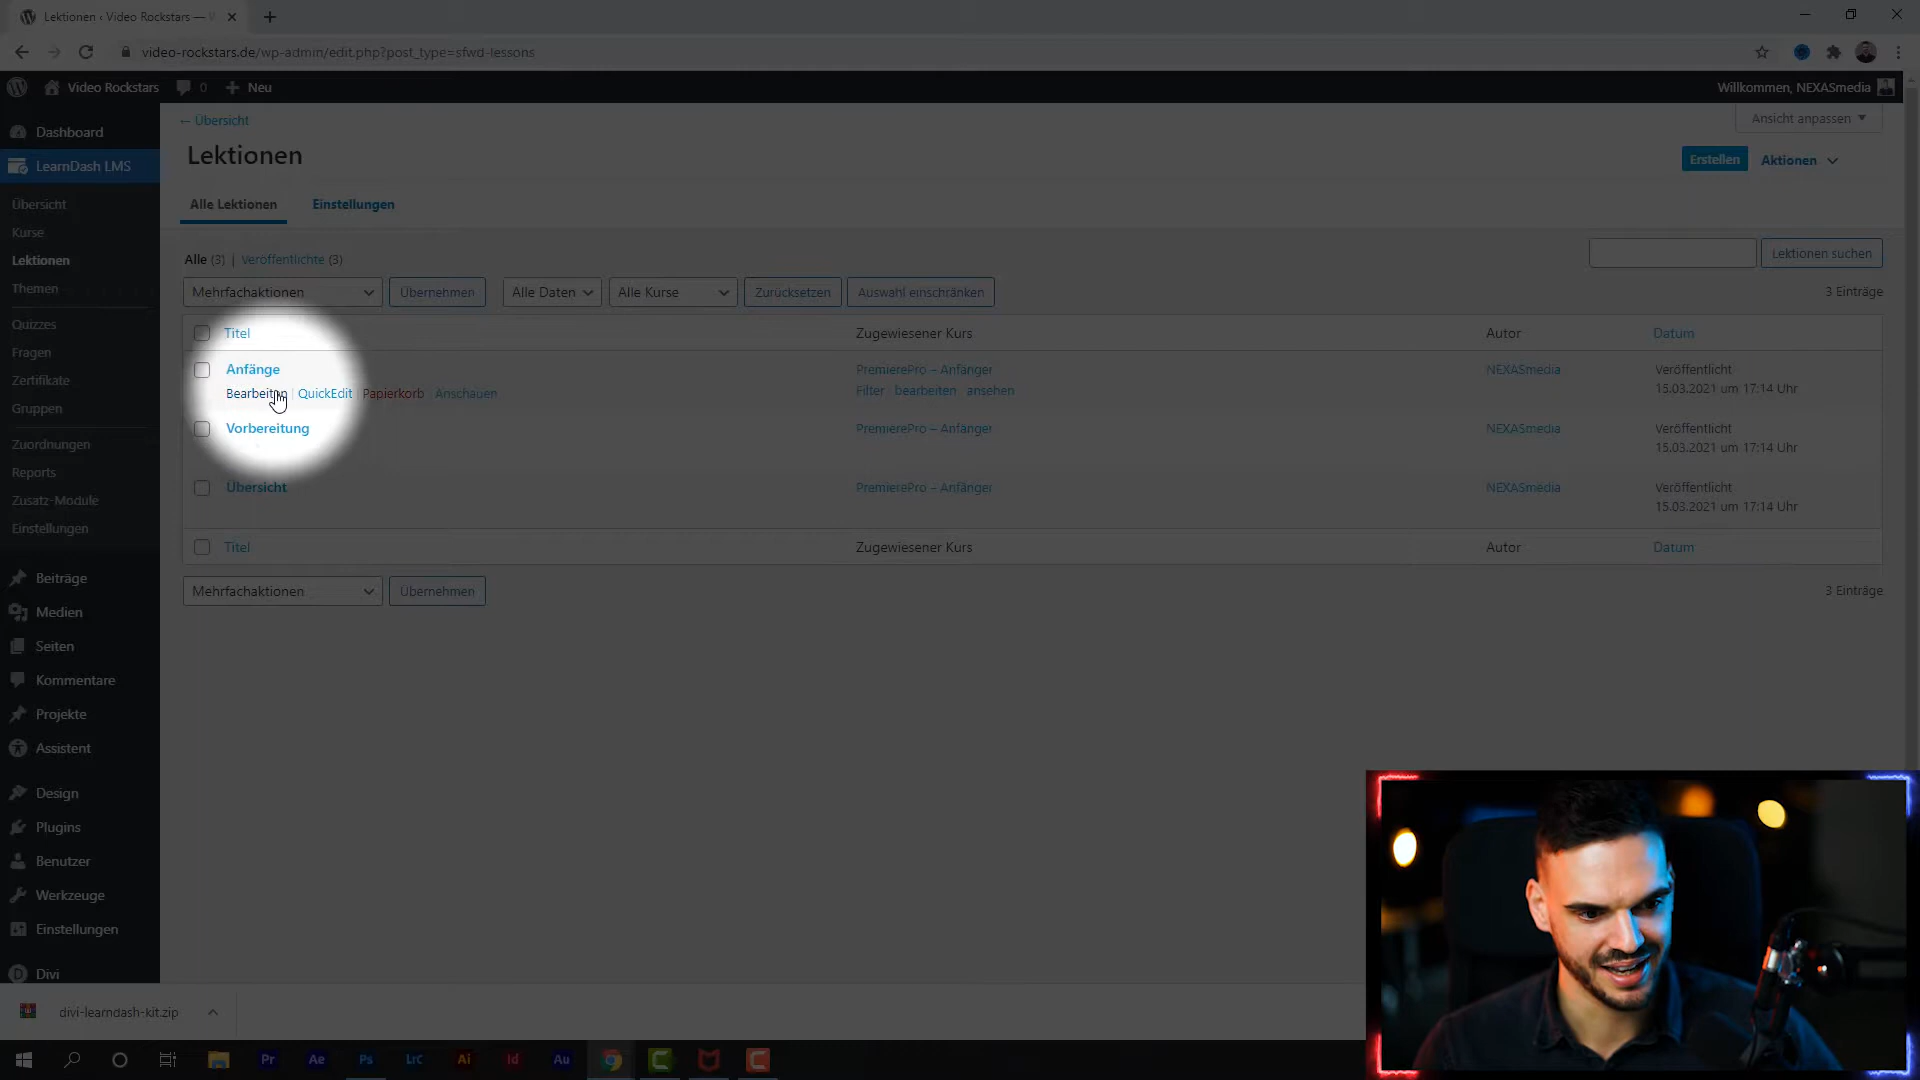 Lektionen ‹ Video Rockstars —
video-rockstars.de/wp-admin/edit.php?post_type=sfwd-lessons
Video Rockstars 0 Neu
Willkommen, NEXASmedia
Dashboard
LearnDash LMS
Übersicht
Kurse
Lektionen
Themen
Quizzes
Fragen
Zertifikate
Gruppen
Zuordnungen
Reports
Zusatz-Module
Einstellungen
Beiträge
Medien
Seiten
Kommentare
Projekte
Assistent
Design
Plugins
Benutzer
Werkzeuge
Einstellungen
Divi
← Übersicht
Ansicht anpassen
Lektionen
Erstellen Aktionen
Alle Lektionen Einstellungen
Alle (3) | Veröffentlichte (3)
Lektionen suchen
Mehrfachaktionen Übernehmen Alle Daten Alle Kurse Zurücksetzen Auswahl einschränken
3 Einträge
Titel Zugewiesener Kurs Autor Datum
Anfänge PremierePro – Anfänger NEXASmedia Veröffentlicht
15.03.2021 um 17:14 Uhr
Bearbeiten | QuickEdit | Papierkorb | Anschauen Filter bearbeiten ansehen
Vorbereitung PremierePro – Anfänger NEXASmedia Veröffentlicht
15.03.2021 um 17:14 Uhr
Übersicht PremierePro – Anfänger NEXASmedia Veröffentlicht
15.03.2021 um 17:14 Uhr
Titel Zugewiesener Kurs Autor Datum
Mehrfachaktionen Übernehmen
3 Einträge
divi-learndash-kit.zip
Pr Ae Ps LrC Ai Id Au